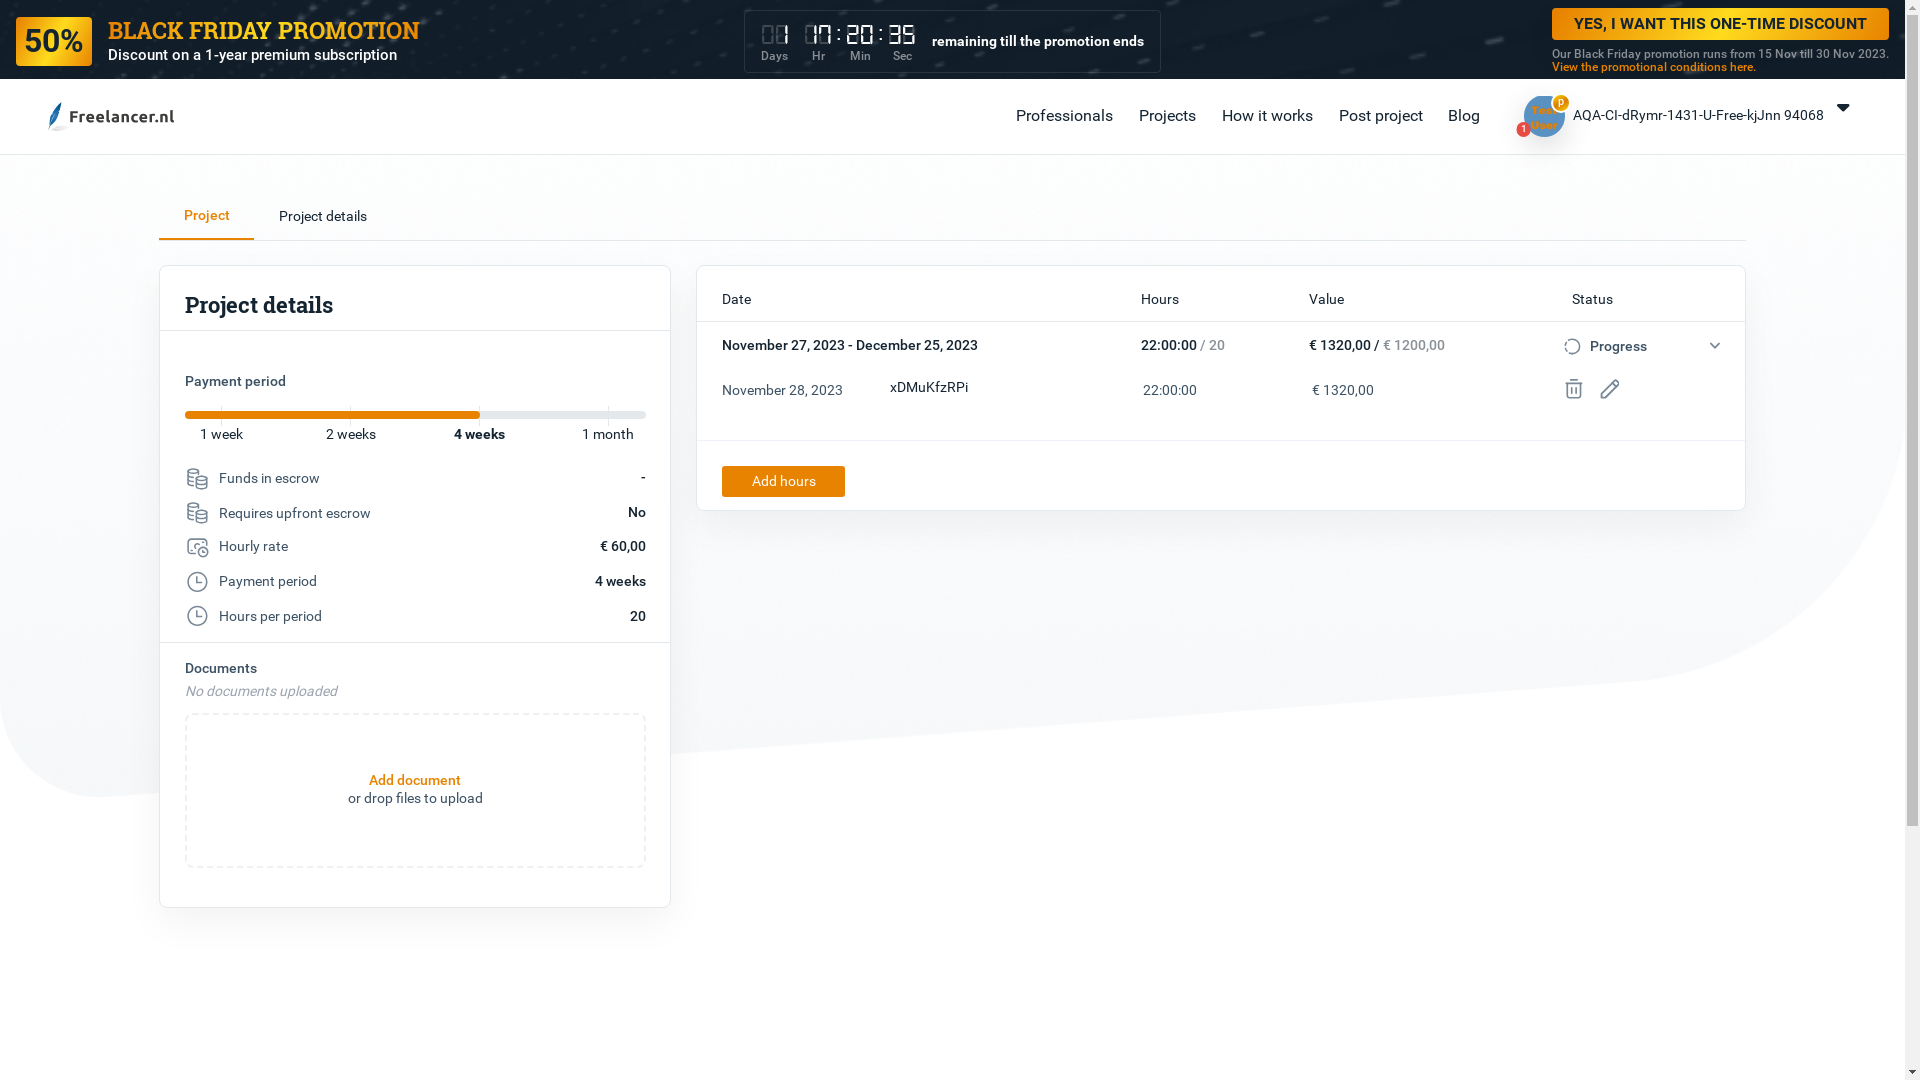 50%
BLACK FRIDAY PROMOTION
Discount on a 1-year premium subscription
1 17 : 20 : 35
Days Hr Min Sec
remaining till the promotion ends
YES, I WANT THIS ONE-TIME DISCOUNT
Our Black Friday promotion runs from 15 Nov till 30 Nov 2023.
View the promotional conditions here.
Freelancer.nl
Professionals Projects How it works Post project Blog
Test User
p
1
AQA-CI-dRymr-1431-U-Free-kjJnn 94068
Project Project details
Project details
Payment period
1 week 2 weeks 4 weeks 1 month
Funds in escrow -
Requires upfront escrow No
Hourly rate € 60,00
Payment period 4 weeks
Hours per period 20
Documents
No documents uploaded
Add document
or drop files to upload
Date Hours Value Status
November 27, 2023 - December 25, 2023 22:00:00 / 20 € 1320,00 / € 1200,00 Progress
November 28, 2023 xDMuKfzRPi 22:00:00 € 1320,00
Add hours